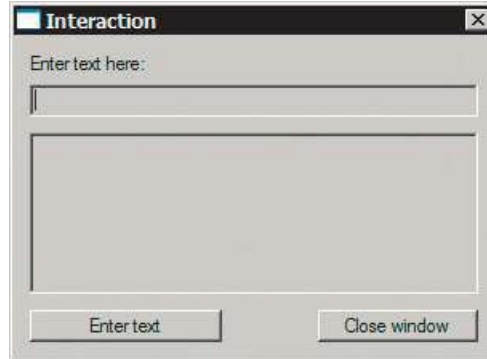 Interaction
Enter text here:
Enter text
Close window